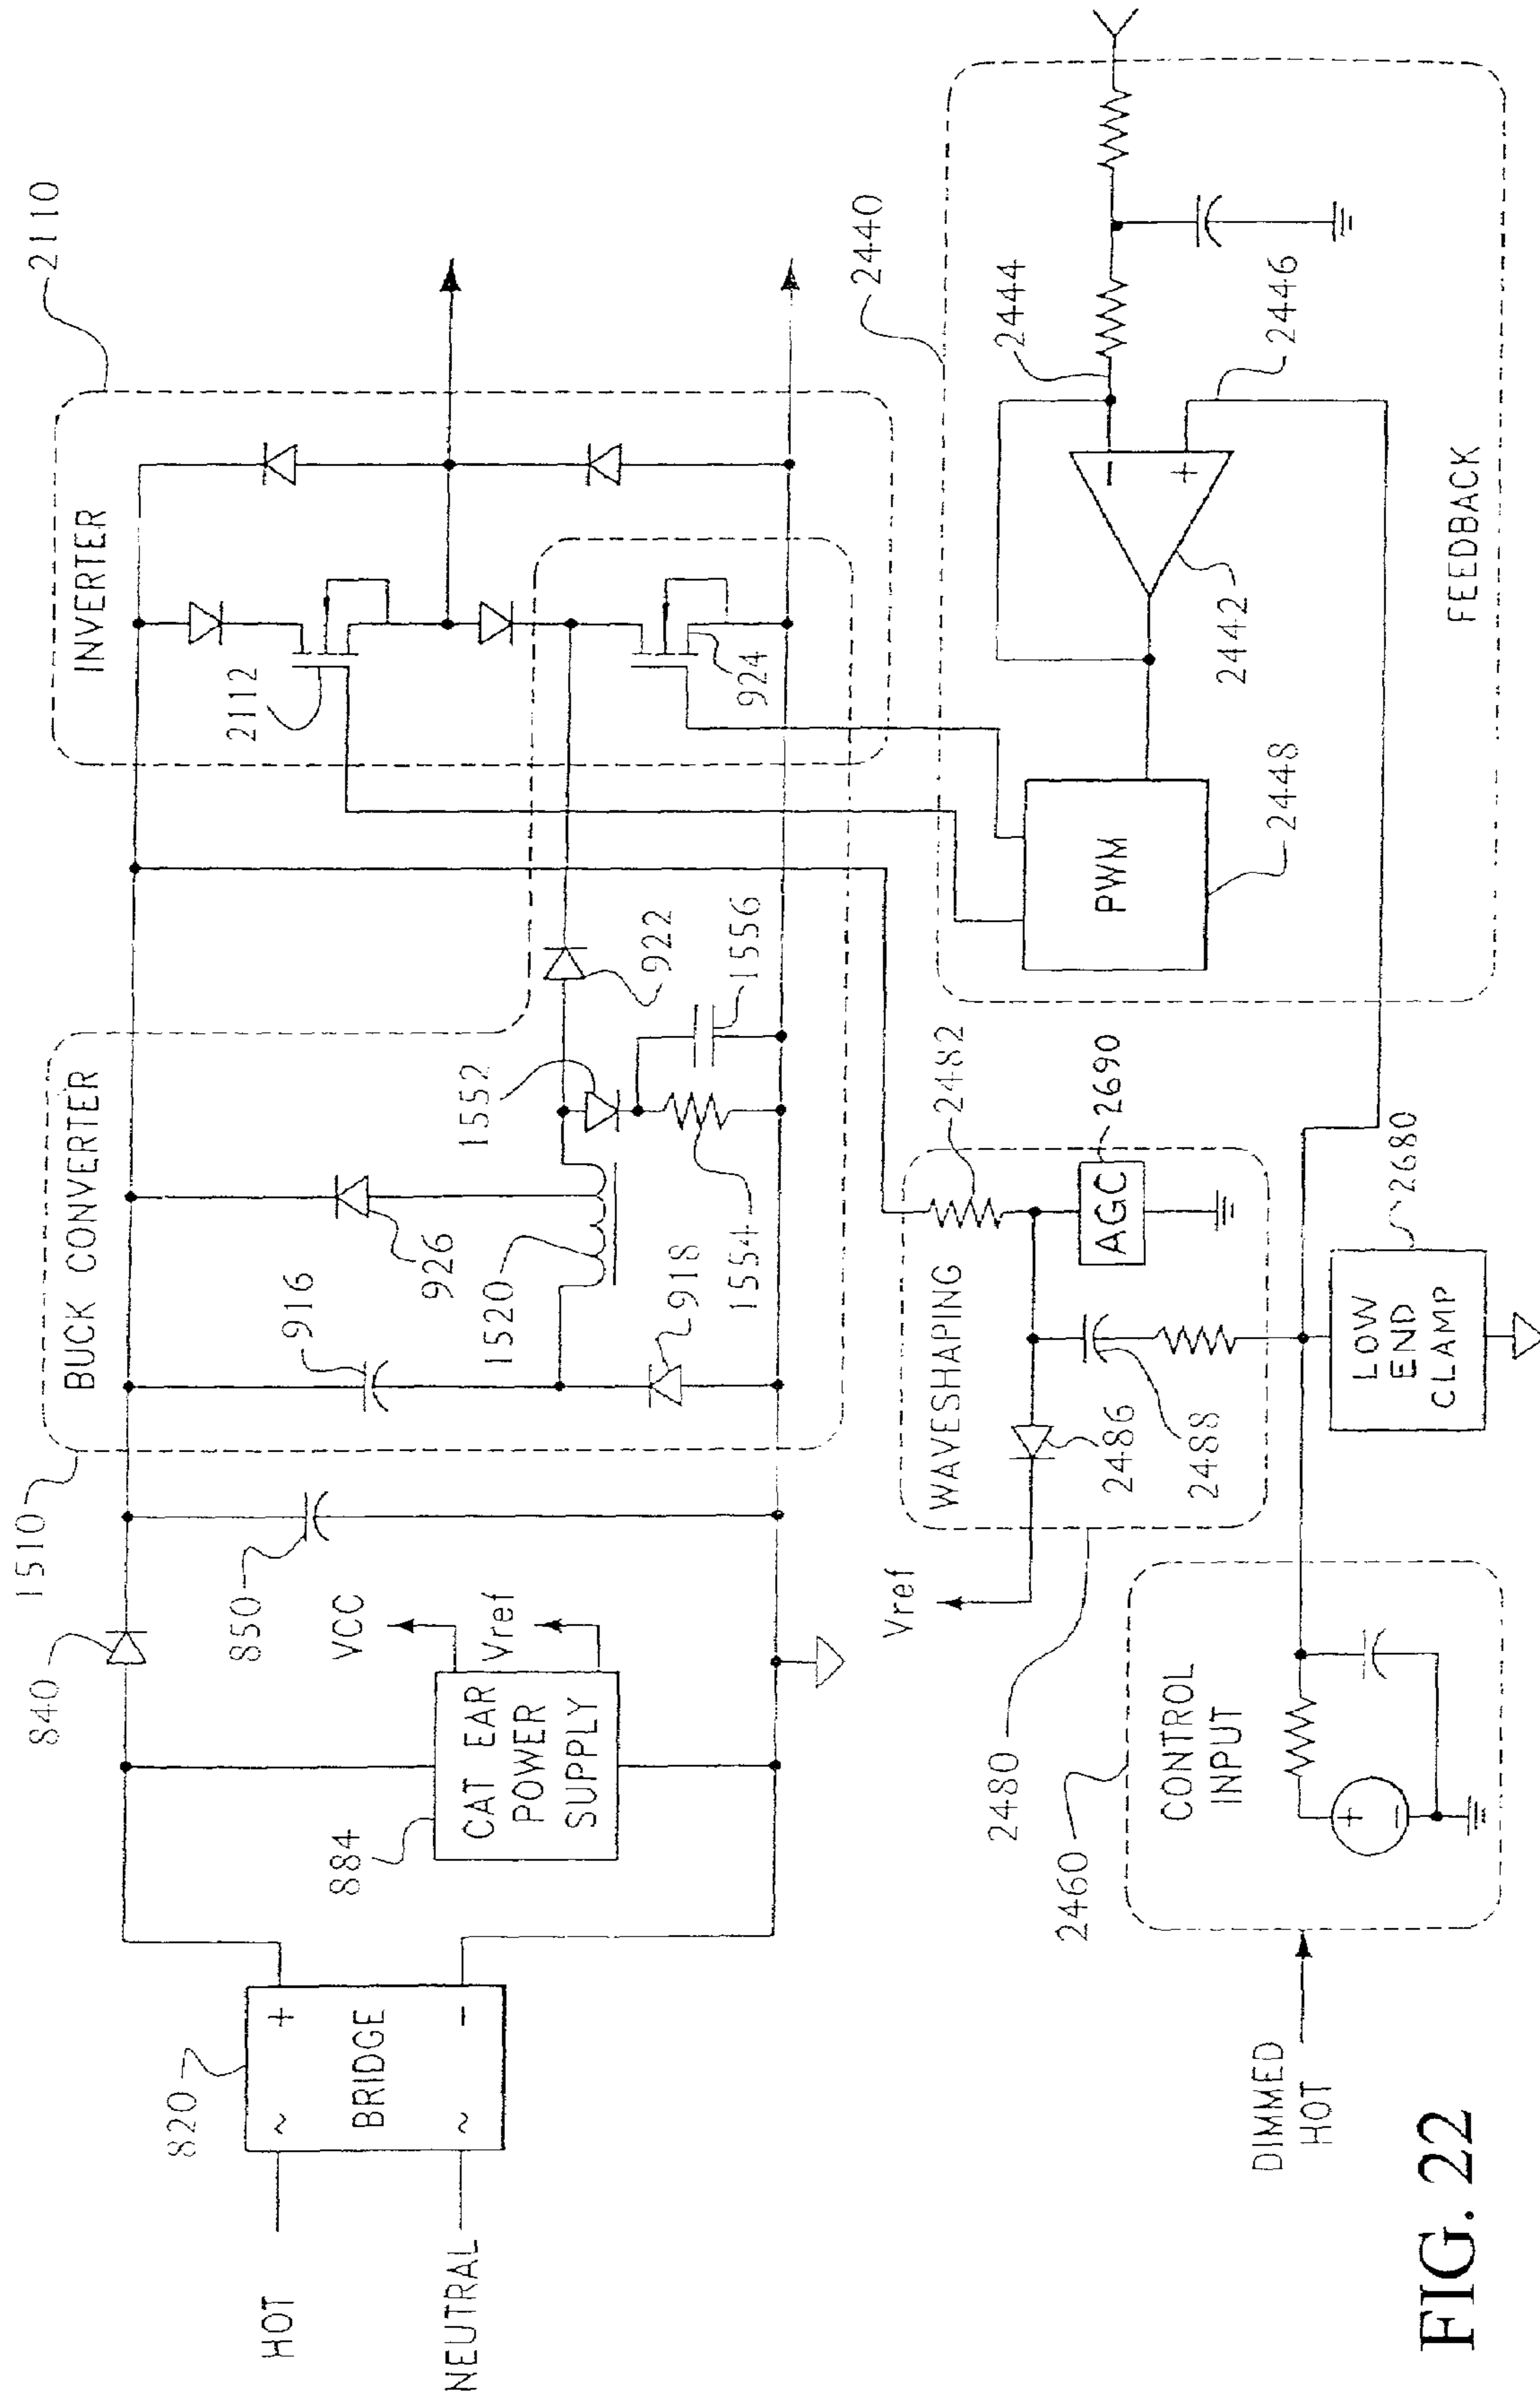 1510
BUCK CONVERTER
INVERTER
2110
840
916
926
1520
1552
2112
850
VCC
Vref
918
1554
922
1556
924
820
~
+
BRIDGE
~
−
HOT
NEUTRAL
884
CAT EAR
POWER
SUPPLY
Vref
WAVESHAPING
2482
2486
2488
AGC
2690
2480
2440
2444
2446
−
+
2442
PWM
2448
FEEDBACK
2460
CONTROL
INPUT
+
−
DIMMED
HOT
LOW
END
CLAMP
2680
FIG. 22